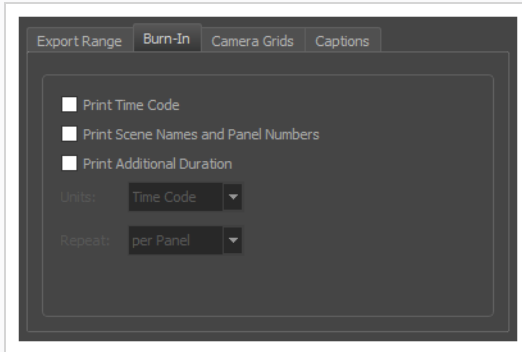 Export Range Burn-In Camera Grids Captions
Print Time Code
Print Scene Names and Panel Numbers
Print Additional Duration
Units: Time Code
Repeat: per Panel